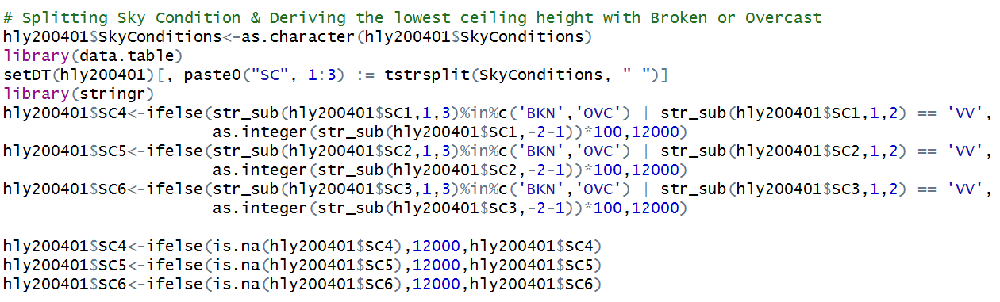 # Splitting Sky Condition & Deriving the lowest ceiling height with Broken or Overcast
hly200401$SkyConditions<-as.character(hly200401$SkyConditions)
library(data.table)
setDT(hly200401)[, paste0("SC", 1:3) := tstrsplit(SkyConditions, " ")]
library(stringr)
hly200401$SC4<-ifelse(str_sub(hly200401$SC1,1,3)%in%c('BKN','OVC') | str_sub(hly200401$SC1,1,2) == 'VV',
as.integer(str_sub(hly200401$SC1,-2-1))*100,12000)
hly200401$SC5<-ifelse(str_sub(hly200401$SC2,1,3)%in%c('BKN','OVC') | str_sub(hly200401$SC2,1,2) == 'VV',
as.integer(str_sub(hly200401$SC2,-2-1))*100,12000)
hly200401$SC6<-ifelse(str_sub(hly200401$SC3,1,3)%in%c('BKN','OVC') | str_sub(hly200401$SC3,1,2) == 'VV',
as.integer(str_sub(hly200401$SC3,-2-1))*100,12000)
hly200401$SC4<-ifelse(is.na(hly200401$SC4),12000,hly200401$SC4)
hly200401$SC5<-ifelse(is.na(hly200401$SC5),12000,hly200401$SC5)
hly200401$SC6<-ifelse(is.na(hly200401$SC6),12000,hly200401$SC6)